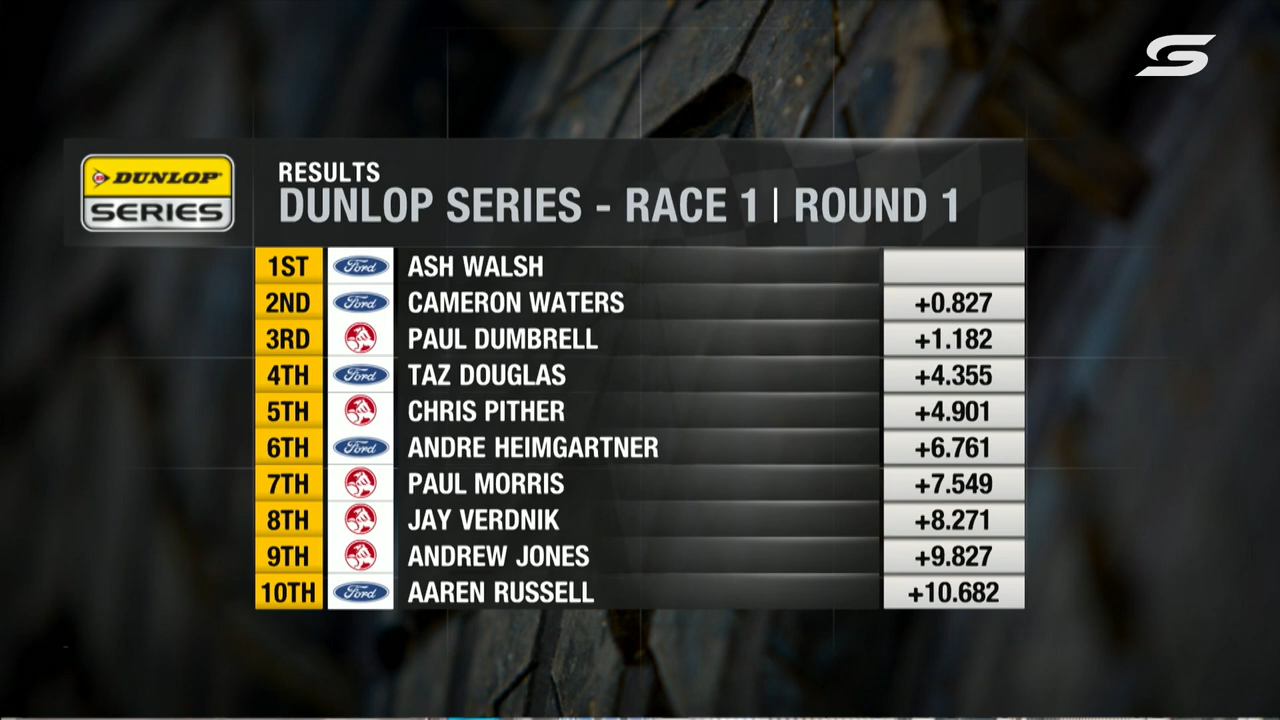 DUNLOP
SERIES
RESULTS
DUNLOP SERIES - RACE 1 | ROUND 1
1ST Ford ASH WALSH
2ND Ford CAMERON WATERS +0.827
3RD PAUL DUMBRELL +1.182
4TH Ford TAZ DOUGLAS +4.355
5TH CHRIS PITHER +4.901
6TH Ford ANDRE HEIMGARTNER +6.761
7TH PAUL MORRIS +7.549
8TH JAY VERDNIK +8.271
9TH ANDREW JONES +9.827
10TH Ford AAREN RUSSELL +10.682